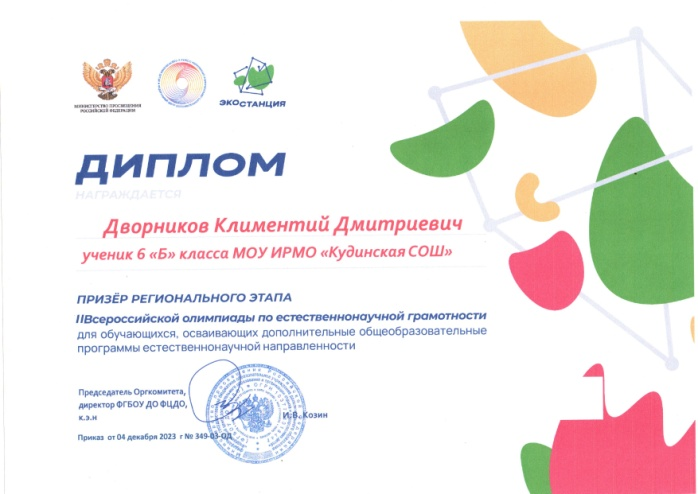 МИНИСТЕРСТВО ПРОСВЕЩЕНИЯ
РОССИЙСКОЙ ФЕДЕРАЦИИ
ЭКОСТАНЦИЯ
ДИПЛОМ
НАГРАЖДАЕТСЯ
Дворников Климентий Дмитриевич
ученик 6 «Б» класса МОУ ИРМО «Кудинская СОШ»
ПРИЗЁР РЕГИОНАЛЬНОГО ЭТАПА
IIВсероссийской олимпиады по естественнонаучной грамотности
для обучающихся, осваивающих дополнительные общеобразовательные
программы естественнонаучной направленности
Председатель Оргкомитета,
директор ФГБОУ ДО ФЦДО,
к.э.н
И.В. Козин
Приказ от 04 декабря 2023 г № 349-03-ОД